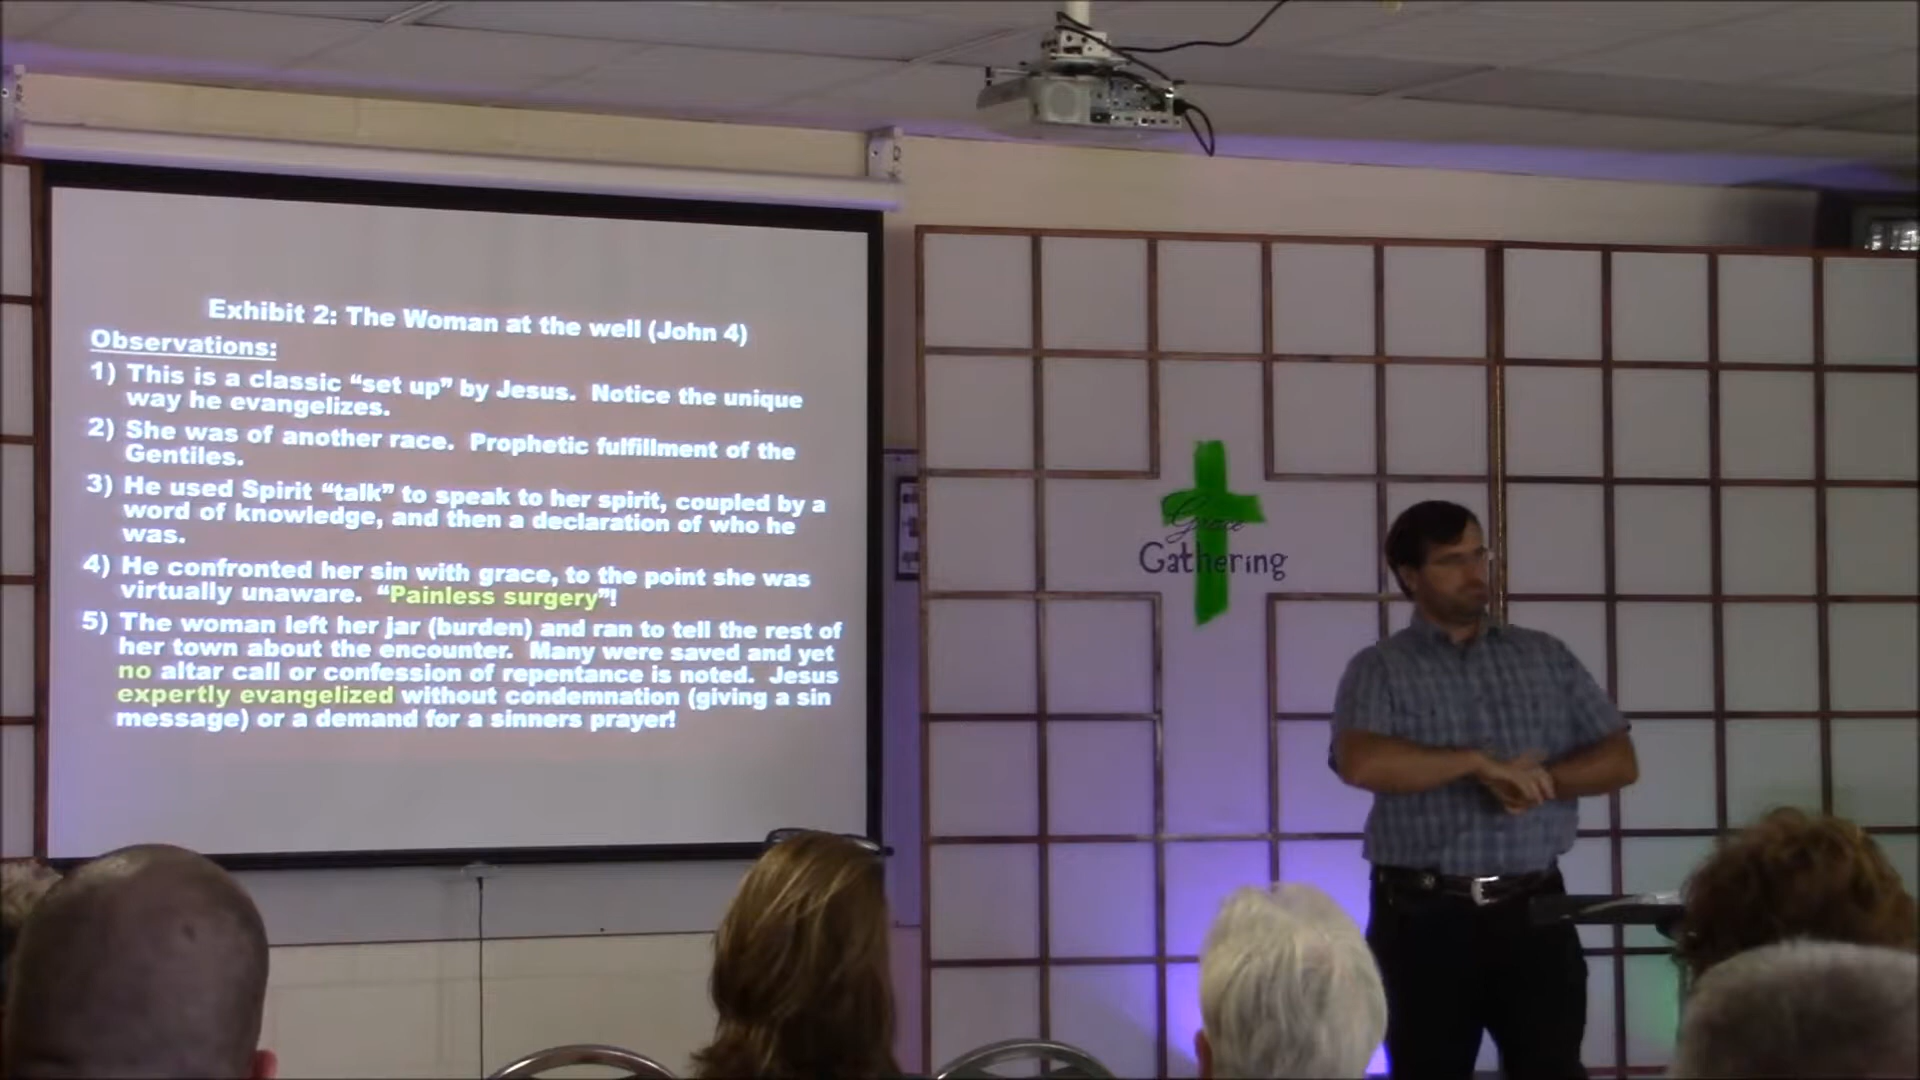 Exhibit 2: The Woman at the well (John 4)
Observations:
1) This is a classic “set up” by Jesus. Notice the unique
way he evangelizes.
2) She was of another race. Prophetic fulfillment of the
Gentiles.
3) He used Spirit “talk” to speak to her spirit, coupled by a
word of knowledge, and then a declaration of who he
was.
4) He confronted her sin with grace, to the point she was
virtually unaware. “Painless surgery”!
5) The woman left her jar (burden) and ran to tell the rest of
her town about the encounter. Many were saved and yet
no altar call or confession of repentance is noted. Jesus
expertly evangelized without condemnation (giving a sin
message) or a demand for a sinners prayer!
Grace
Gathering